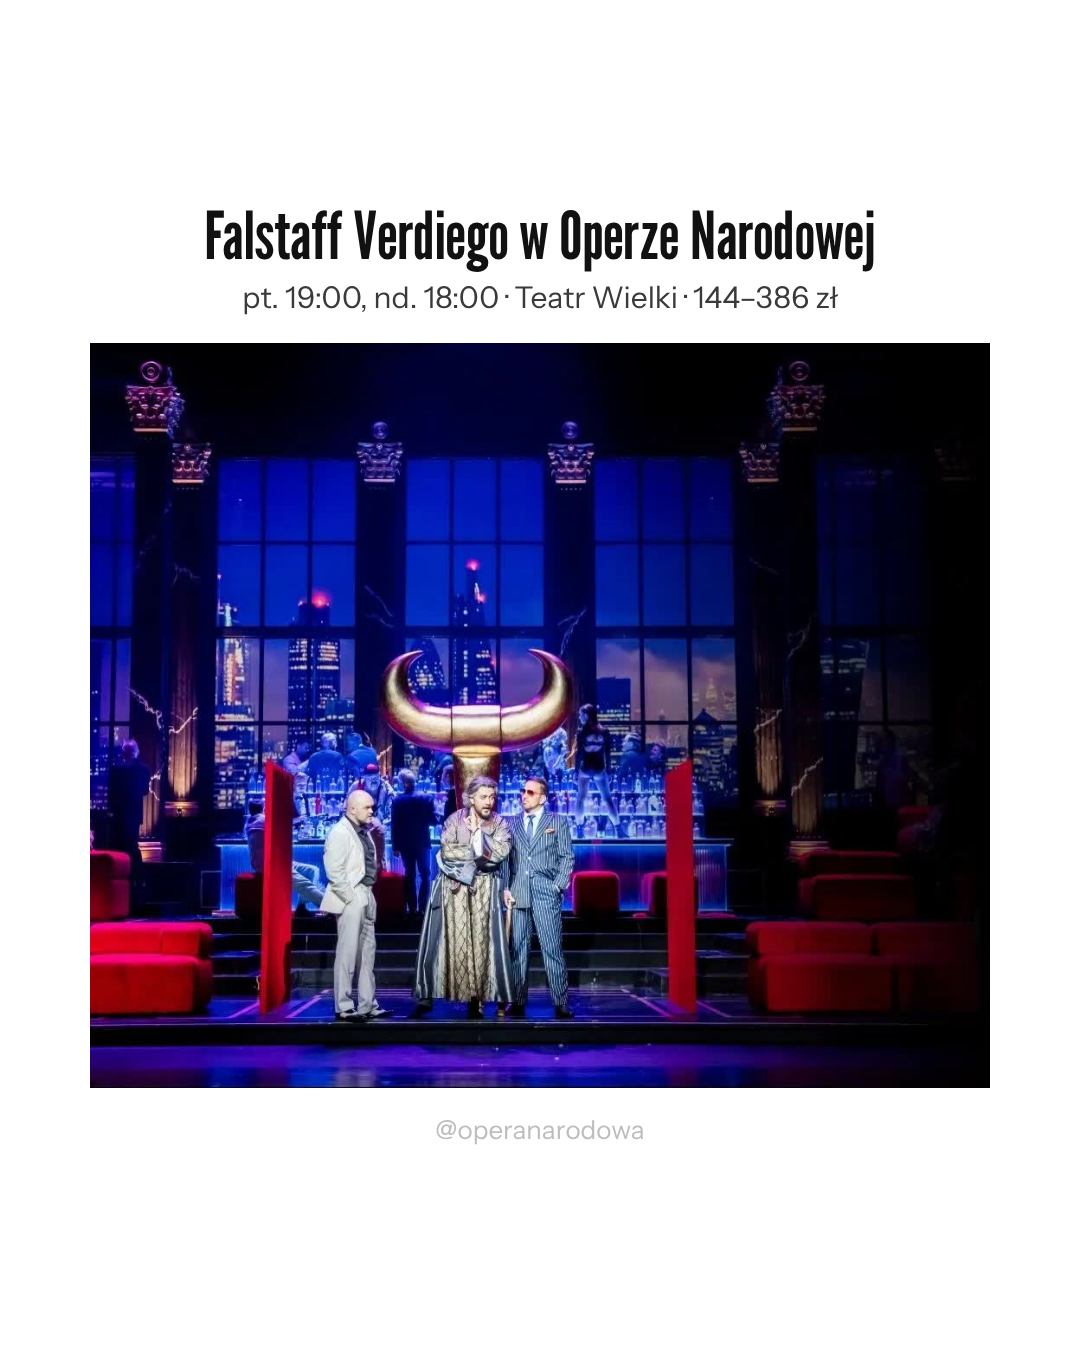 Falstaff Verdiego w Operze Narodowej
pt. 19:00, nd. 18:00 · Teatr Wielki · 144–386 zł
@operanarodowa